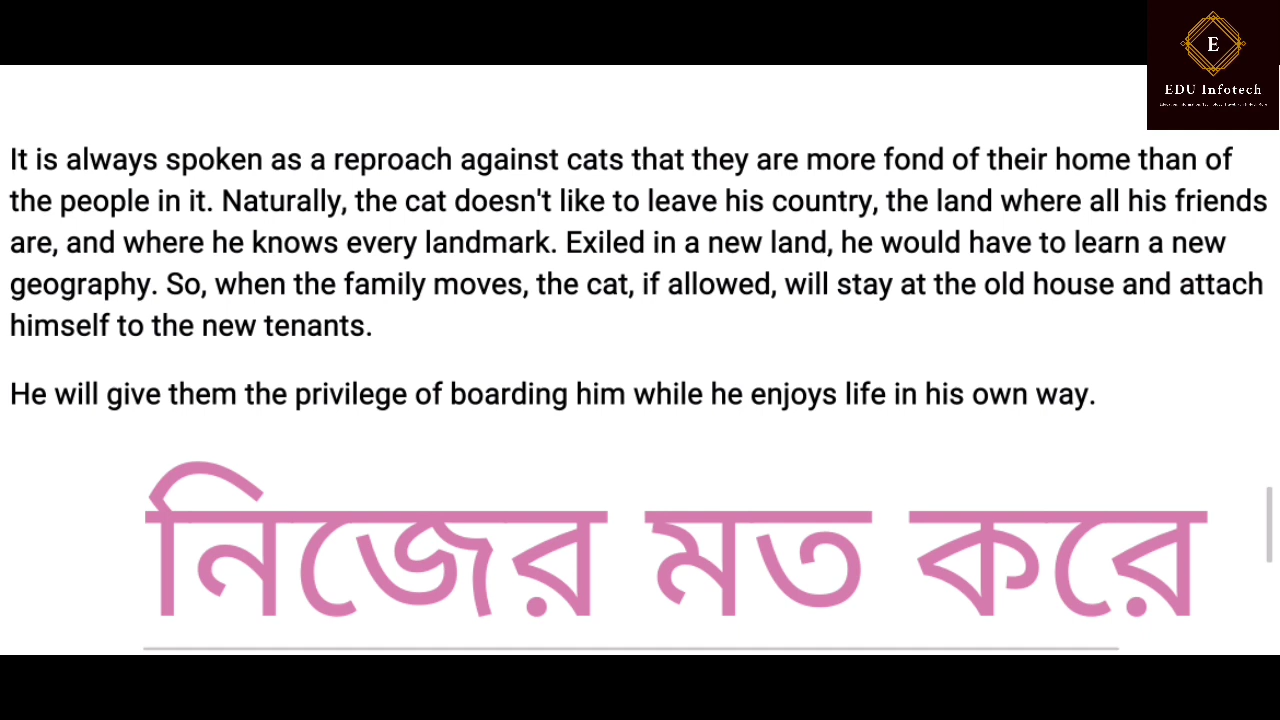 E
EDU Infotech
It is always spoken as a reproach against cats that they are more fond of their home than of
the people in it. Naturally, the cat doesn't like to leave his country, the land where all his friends
are, and where he knows every landmark. Exiled in a new land, he would have to learn a new
geography. So, when the family moves, the cat, if allowed, will stay at the old house and attach
himself to the new tenants.
He will give them the privilege of boarding him while he enjoys life in his own way.
নিজের মত করে